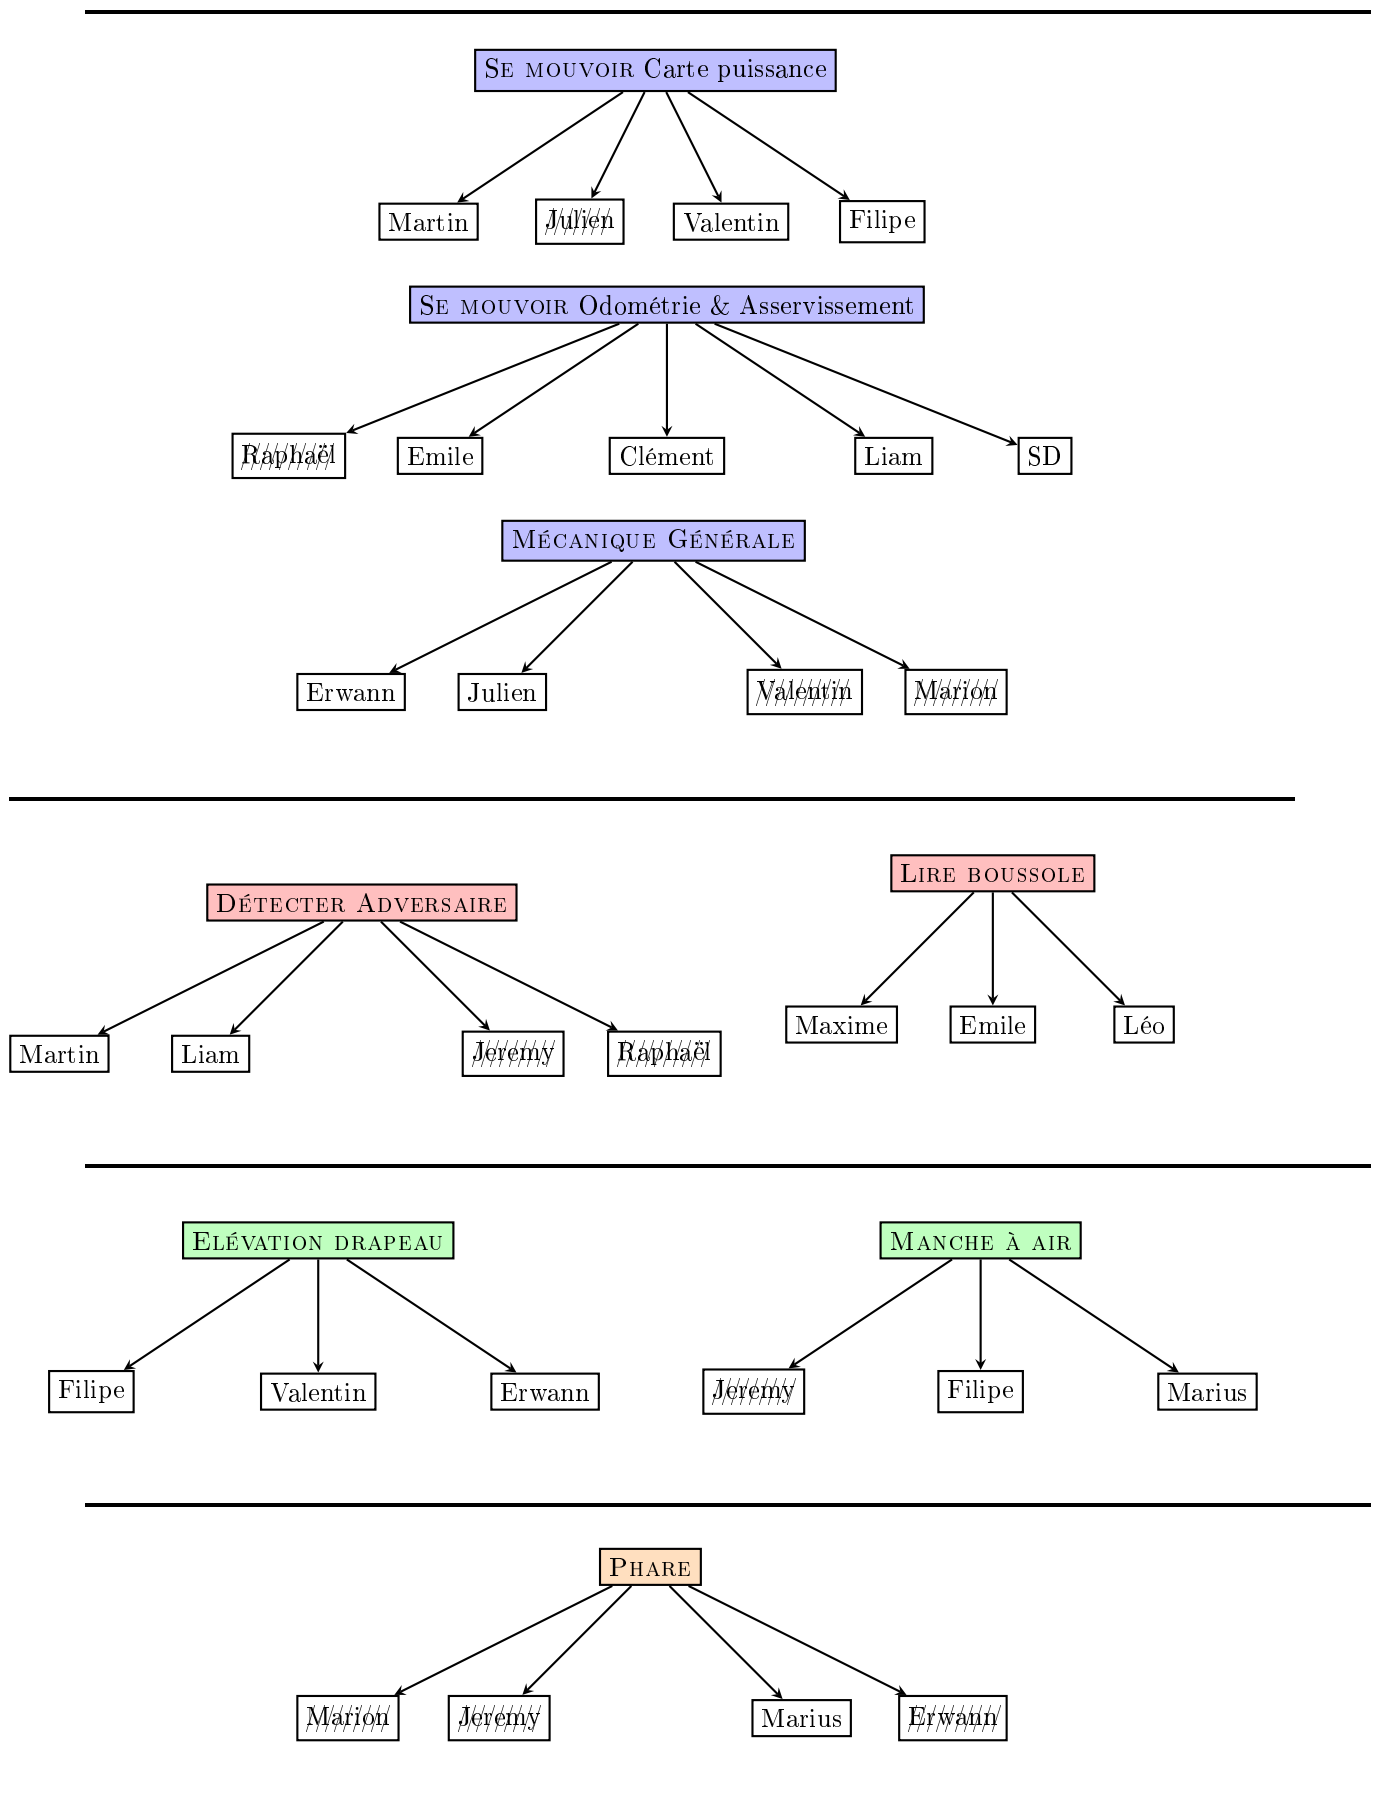 Se mouvoir Carte puissance
Martin Julien Valentin Filipe
Se mouvoir Odométrie & Asservissement
Raphaël Emile Clément Liam SD
Mécanique Générale
Erwann Julien Valentin Marion
Détecter Adversaire
Martin Liam Jeremy Raphaël
Lire boussole
Maxime Emile Léo
Elévation drapeau
Filipe Valentin Erwann
Manche à air
Jeremy Filipe Marius
Phare
Marion Jeremy Marius Erwann